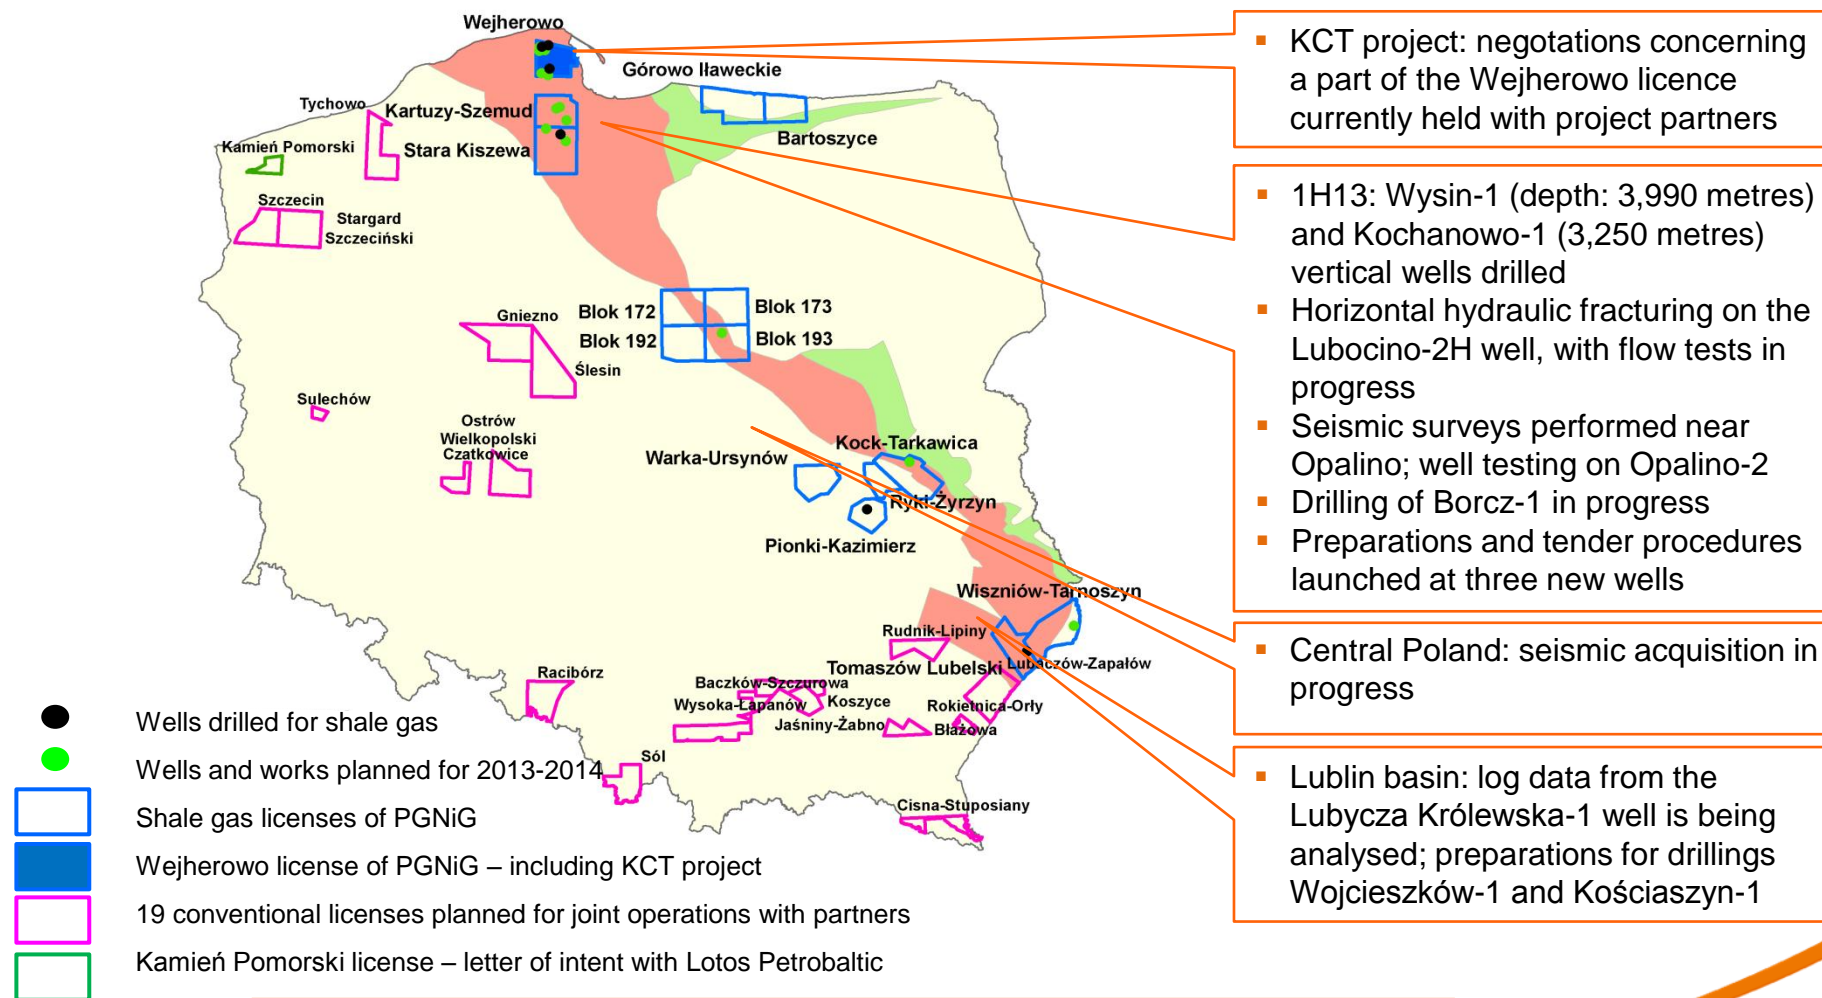 Wejherowo
Górowo Iławeckie
Tychowo
Kartuzy-Szemud
Bartoszyce
Kamień Pomorski
Stara Kiszewa
Szczecin
Stargard
Szczeciński
Blok 172
Blok 173
Gniezno
Blok 192
Blok 193
Ślesin
Sulechów
Ostrów
Wielkopolski
Czatkowice
Kock-Tarkawica
Warka-Ursynów
Ryki-Żyrzyn
Pionki-Kazimierz
Wiszniów-Tarnoszyn
Rudnik-Lipiny
Tomaszów Lubelski
Lubaczów-Zapałów
Racibórz
Baczków-Szczurowa
Wysoka-Łapanów
Koszyce
Rokietnica-Orły
Jaśniny-Żabno
Błażowa
Sól
Cisna-Stuposiany
Wells drilled for shale gas
Wells and works planned for 2013-2014
Shale gas licenses of PGNiG
Wejherowo license of PGNiG – including KCT project
19 conventional licenses planned for joint operations with partners
Kamień Pomorski license – letter of intent with Lotos Petrobaltic
▪ KCT project: negotations concerning
a part of the Wejherowo licence
currently held with project partners
▪ 1H13: Wysin-1 (depth: 3,990 metres)
and Kochanowo-1 (3,250 metres)
vertical wells drilled
▪ Horizontal hydraulic fracturing on the
Lubocino-2H well, with flow tests in
progress
▪ Seismic surveys performed near
Opalino; well testing on Opalino-2
▪ Drilling of Borcz-1 in progress
▪ Preparations and tender procedures
launched at three new wells
▪ Central Poland: seismic acquisition in
progress
▪ Lublin basin: log data from the
Lubycza Królewska-1 well is being
analysed; preparations for drillings
Wojcieszków-1 and Kościaszyn-1